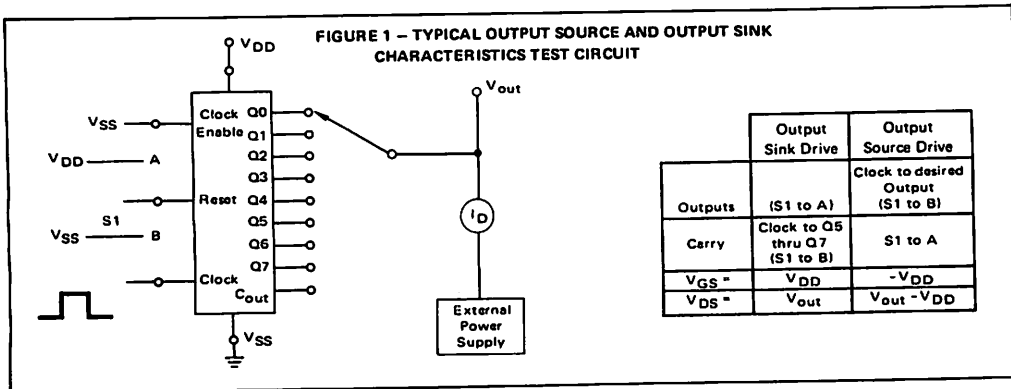 FIGURE 1 – TYPICAL OUTPUT SOURCE AND OUTPUT SINK
CHARACTERISTICS TEST CIRCUIT
VDD
Vout
VSS
Clock
Enable
Q0
Q1
VDD
A
Q2
Q3
Reset
Q4
S1
Q5
VSS
B
Q6
Q7
Clock
Cout
VSS
ID
External
Power
Supply
Output
Sink Drive
Output
Source Drive
Outputs
(S1 to A)
Clock to desired
Output
(S1 to B)
Carry
Clock to Q5
thru Q7
(S1 to B)
S1 to A
VGS =
VDD
-VDD
VDS =
Vout
Vout -VDD